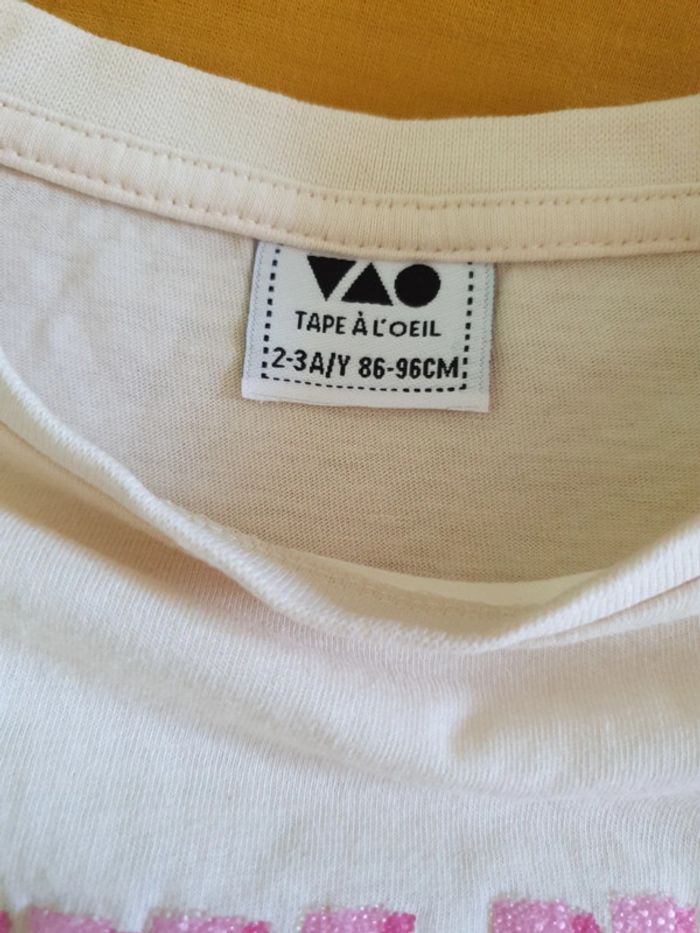 TAPE À L'OEIL
2-3A/Y 86-96CM